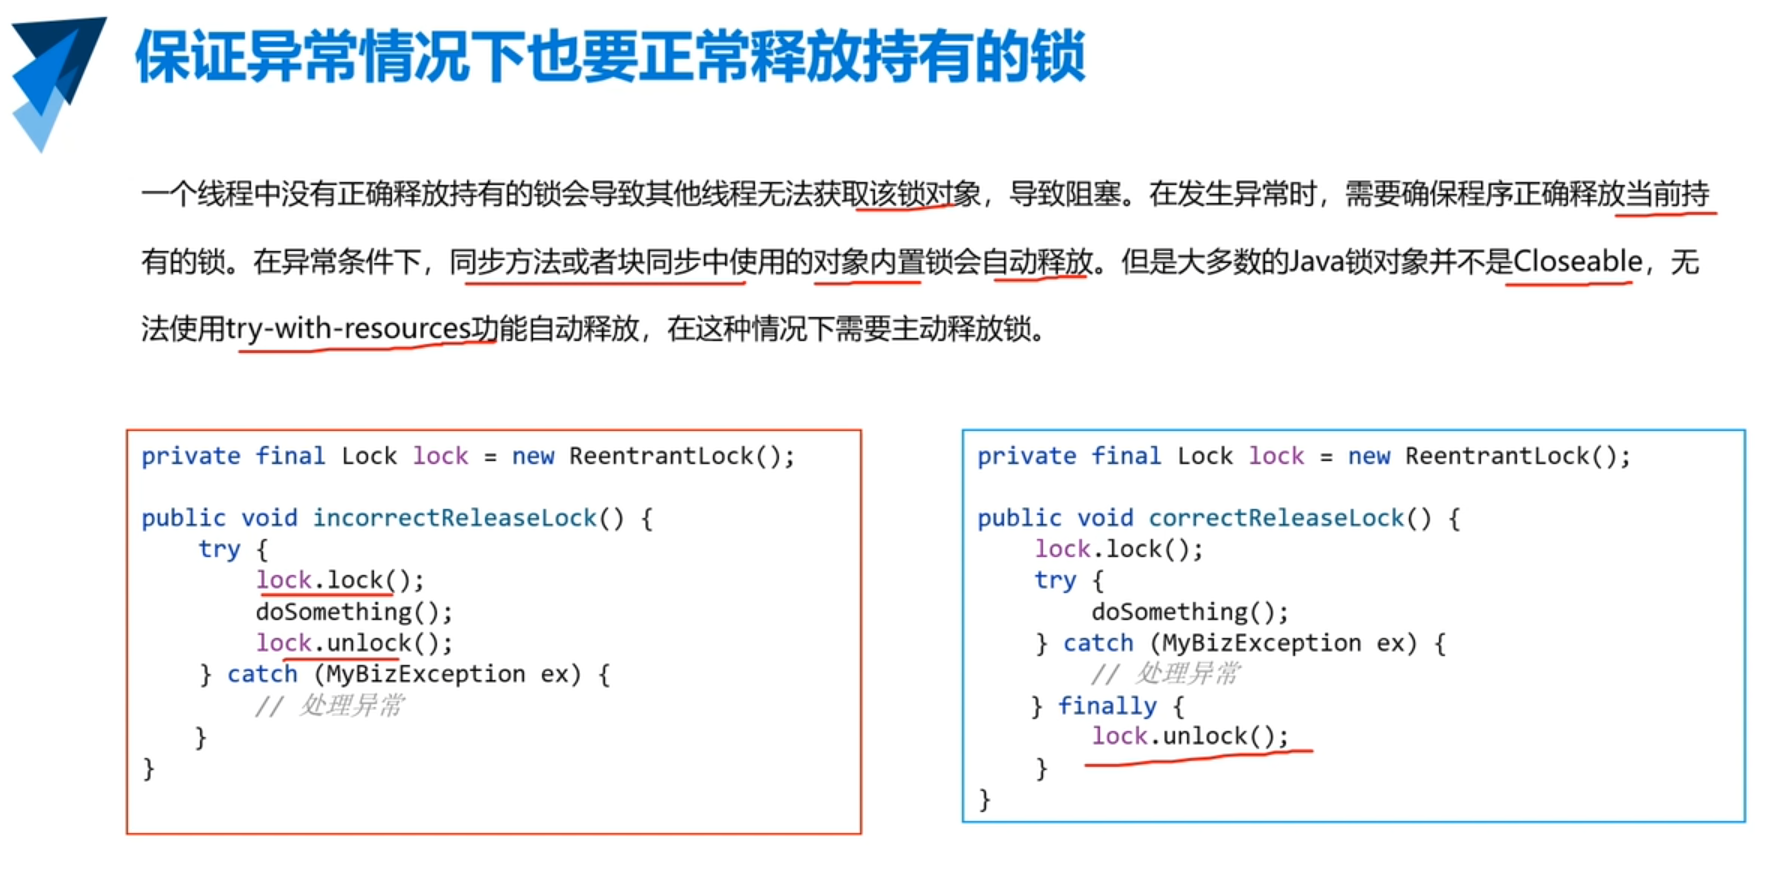 保证异常情况下也要正常释放持有的锁
一个线程中没有正确释放持有的锁会导致其他线程无法获取该锁对象，导致阻塞。在发生异常时，需要确保程序正确释放当前持
有的锁。在异常条件下，同步方法或者块同步中使用的对象内置锁会自动释放。但是大多数的Java锁对象并不是Closeable，无
法使用try-with-resources功能自动释放，在这种情况下需要主动释放锁。
private final Lock lock = new ReentrantLock();
public void incorrectReleaseLock() {
    try {
        lock.lock();
        doSomething();
        lock.unlock();
    } catch (MyBizException ex) {
        // 处理异常
    }
}
private final Lock lock = new ReentrantLock();
public void correctReleaseLock() {
    lock.lock();
    try {
        doSomething();
    } catch (MyBizException ex) {
        // 处理异常
    } finally {
        lock.unlock();
    }
}